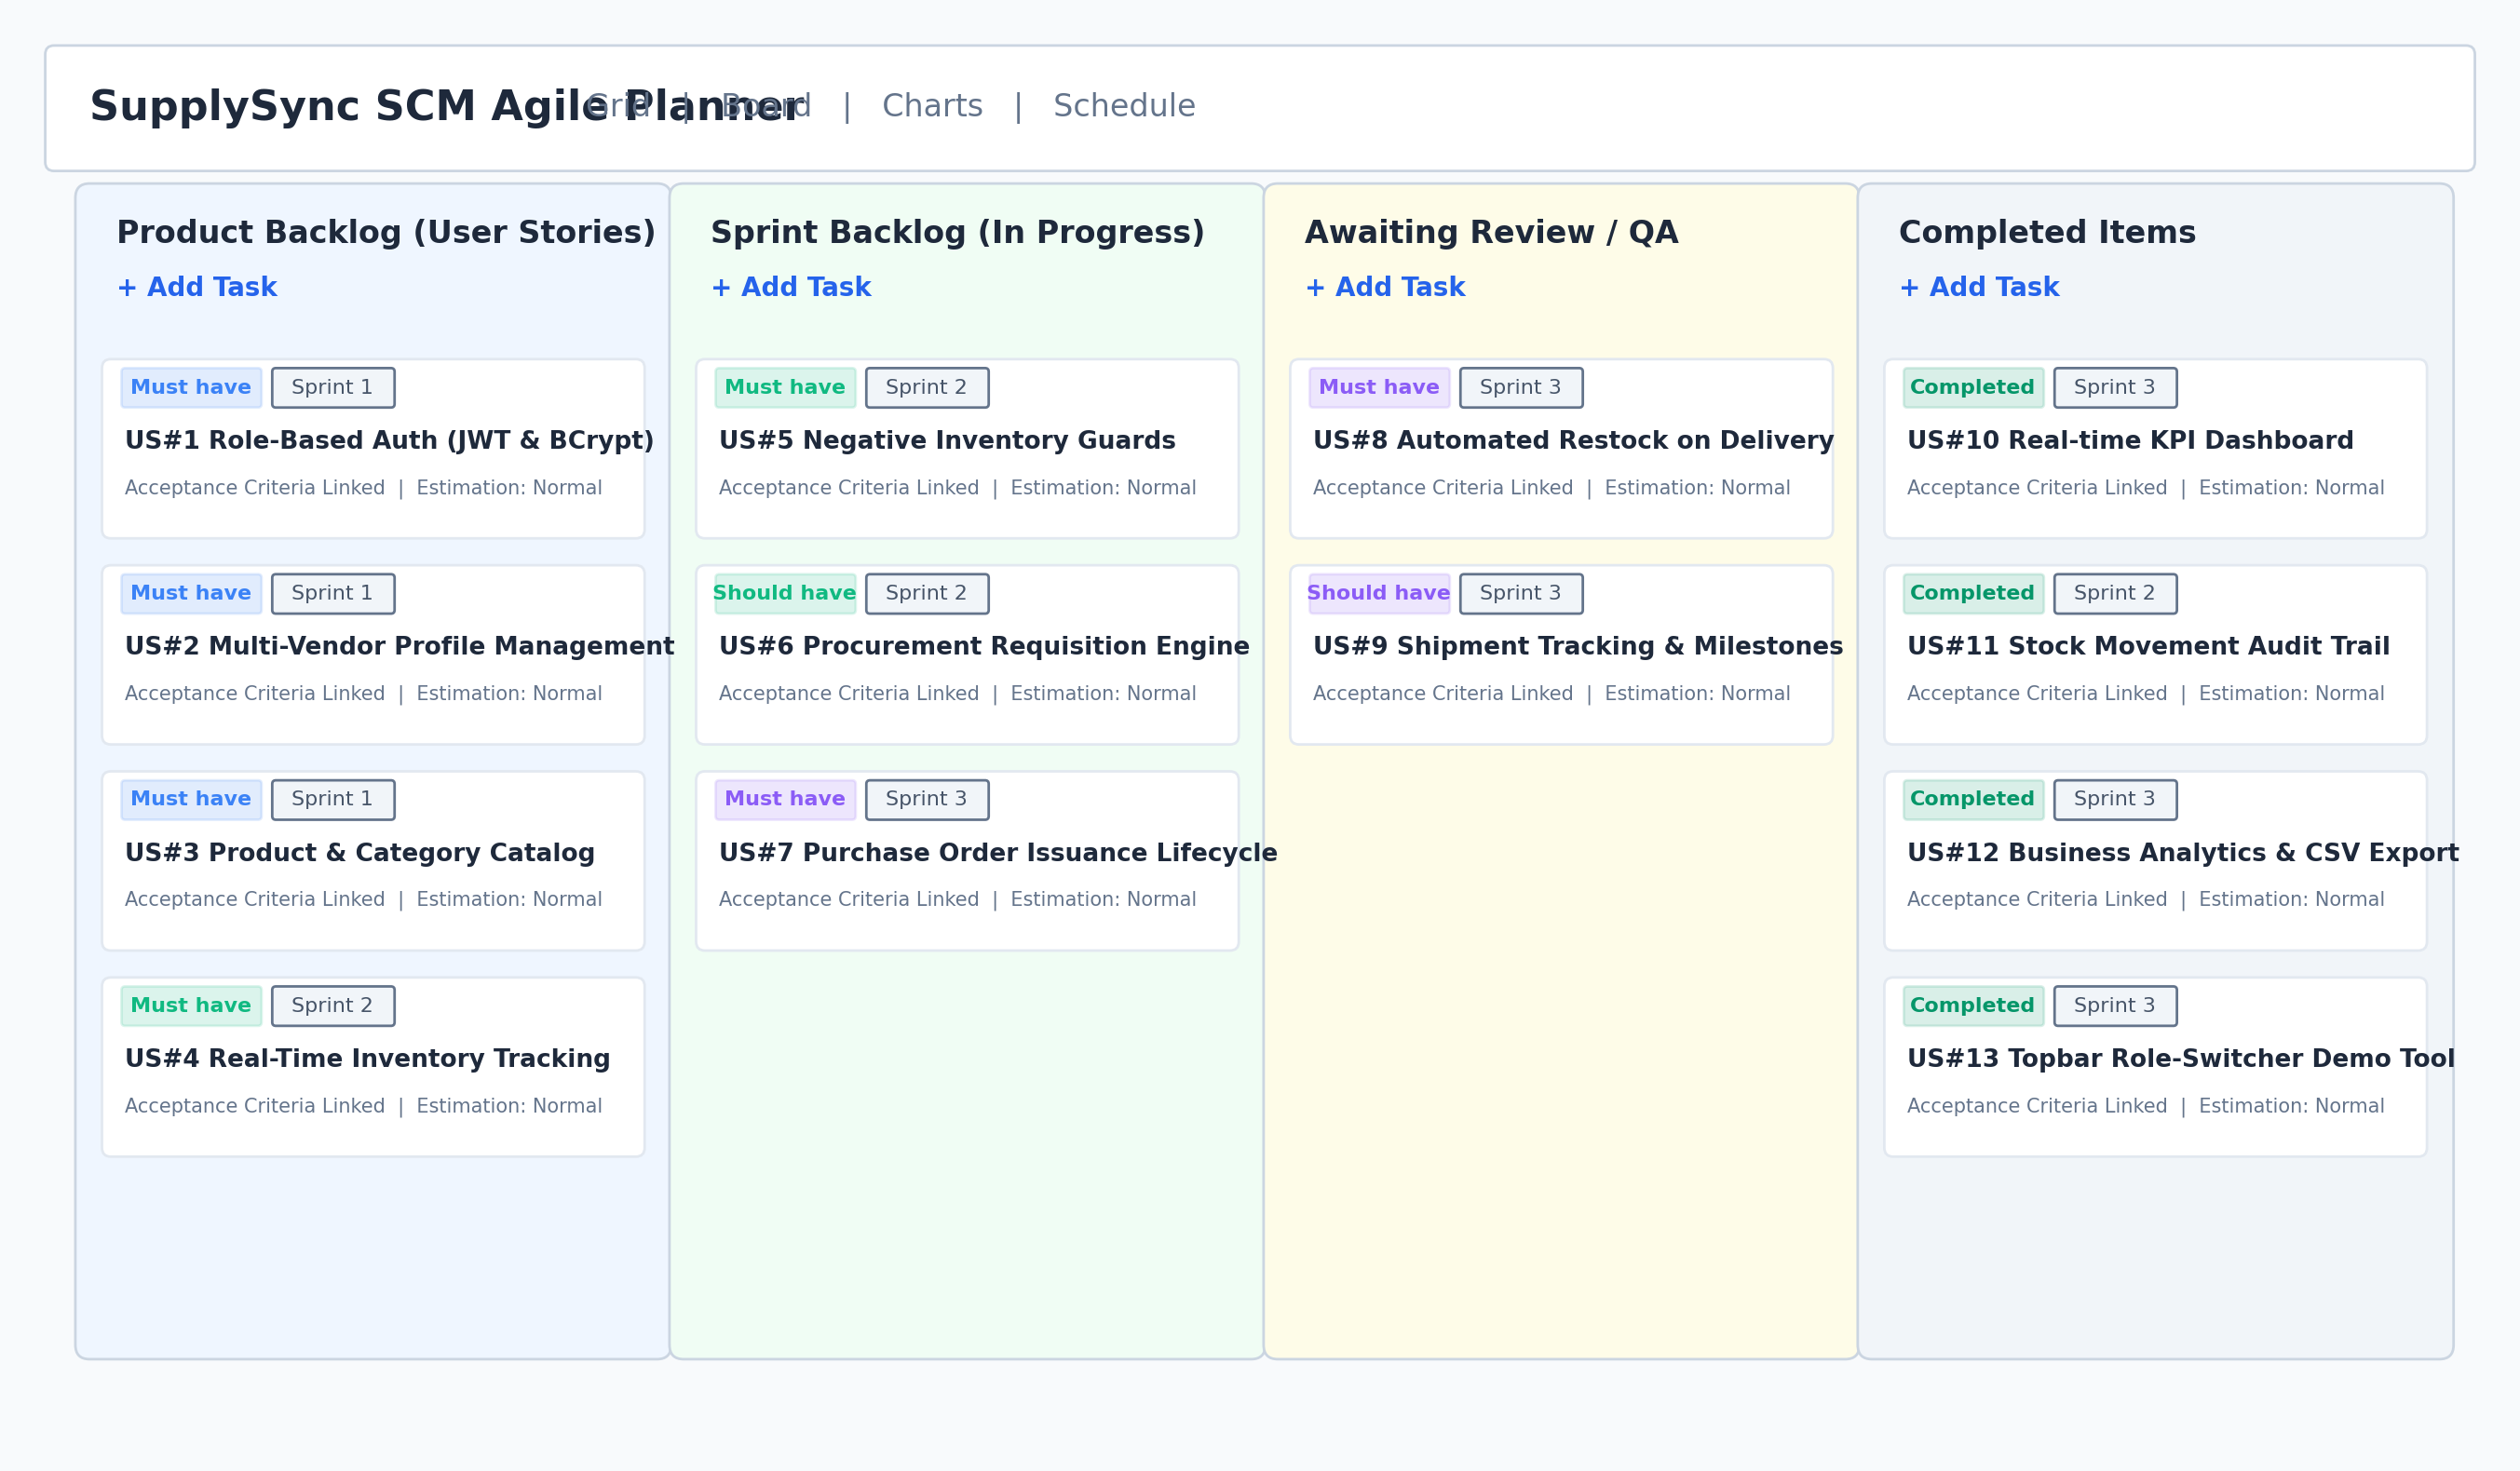 SupplySync SCM Agile Planner
Grid | Board | Charts | Schedule
Product Backlog (User Stories)
+ Add Task
Must have Sprint 1
US#1 Role-Based Auth (JWT & BCrypt)
Acceptance Criteria Linked | Estimation: Normal
Must have Sprint 1
US#2 Multi-Vendor Profile Management
Acceptance Criteria Linked | Estimation: Normal
Must have Sprint 1
US#3 Product & Category Catalog
Acceptance Criteria Linked | Estimation: Normal
Must have Sprint 2
US#4 Real-Time Inventory Tracking
Acceptance Criteria Linked | Estimation: Normal
Sprint Backlog (In Progress)
+ Add Task
Must have Sprint 2
US#5 Negative Inventory Guards
Acceptance Criteria Linked | Estimation: Normal
Should have Sprint 2
US#6 Procurement Requisition Engine
Acceptance Criteria Linked | Estimation: Normal
Must have Sprint 3
US#7 Purchase Order Issuance Lifecycle
Acceptance Criteria Linked | Estimation: Normal
Awaiting Review / QA
+ Add Task
Must have Sprint 3
US#8 Automated Restock on Delivery
Acceptance Criteria Linked | Estimation: Normal
Should have Sprint 3
US#9 Shipment Tracking & Milestones
Acceptance Criteria Linked | Estimation: Normal
Completed Items
+ Add Task
Completed Sprint 3
US#10 Real-time KPI Dashboard
Acceptance Criteria Linked | Estimation: Normal
Completed Sprint 2
US#11 Stock Movement Audit Trail
Acceptance Criteria Linked | Estimation: Normal
Completed Sprint 3
US#12 Business Analytics & CSV Export
Acceptance Criteria Linked | Estimation: Normal
Completed Sprint 3
US#13 Topbar Role-Switcher Demo Tool
Acceptance Criteria Linked | Estimation: Normal